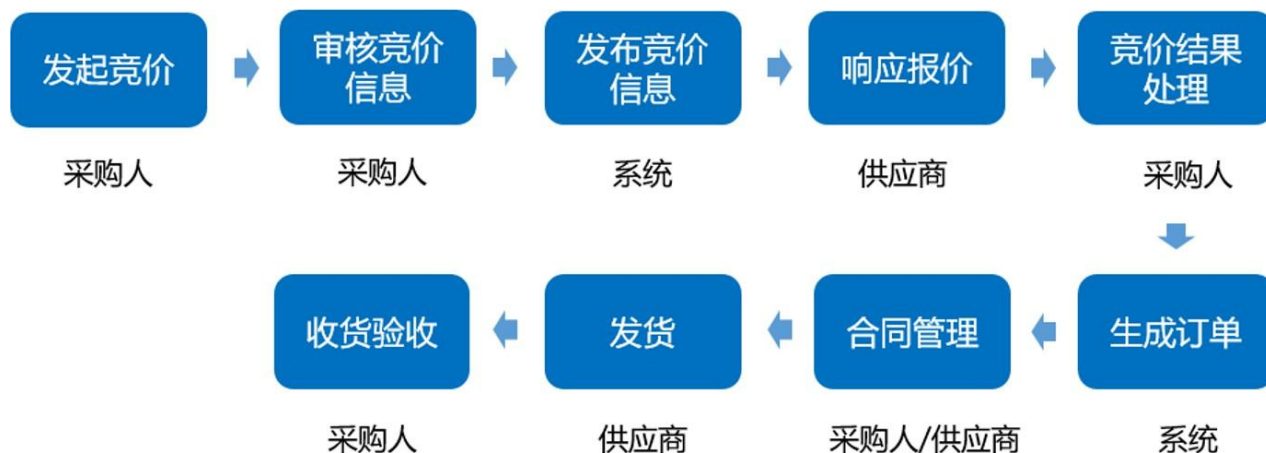 发起竞价
审核竞价
信息
发布竞价
信息
响应报价
竞价结果
处理
采购人
采购人
系统
供应商
采购人
收货验收
发货
合同管理
生成订单
采购人
供应商
采购人/供应商
系统